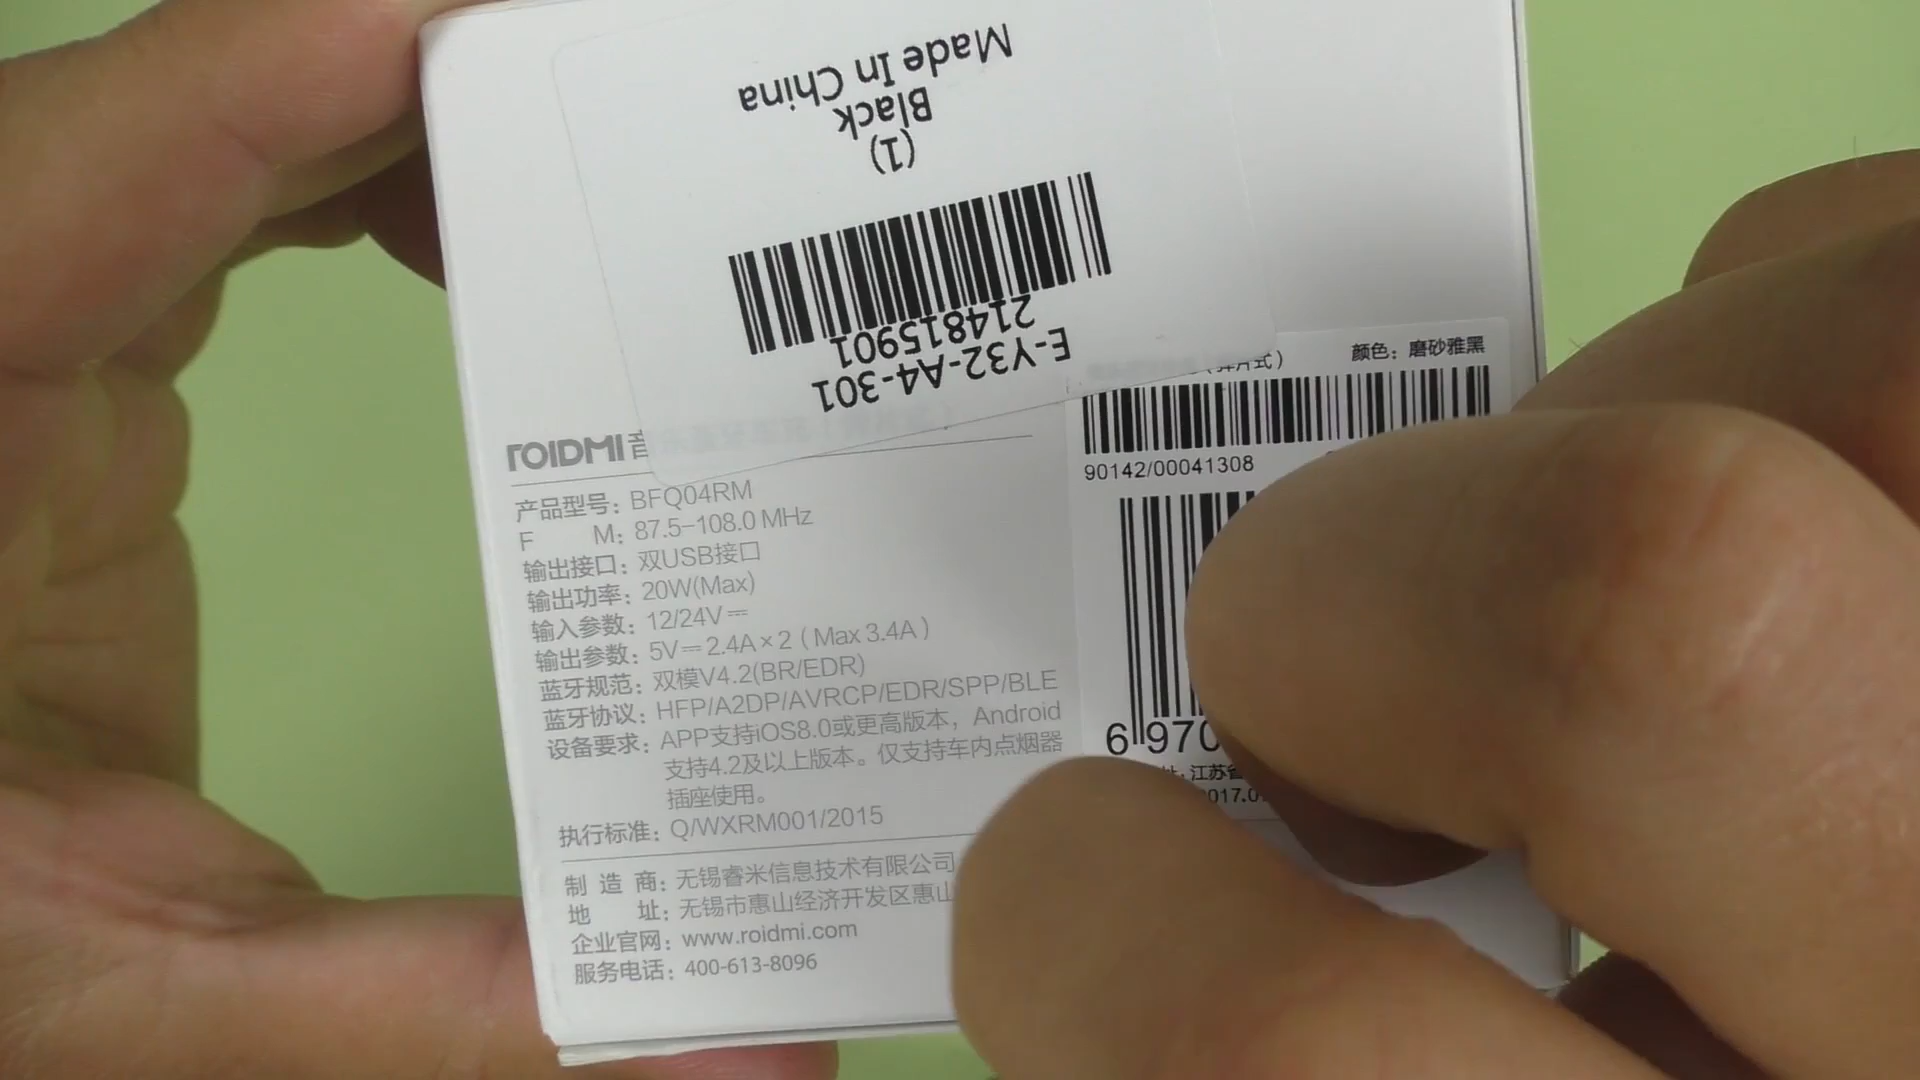 Made In China
Black
(1)
214815901
E-Y32-A4-301
颜色：磨砂雅黑
90142/00041308
6 970
江苏省
ROIDMI
产品型号：BFQ04RM
F M：87.5-108.0 MHz
输出接口：双USB接口
输出功率：20W(Max)
输入参数：12/24V⎓
输出参数：5V⎓2.4A×2（Max 3.4A）
蓝牙规范：双模V4.2(BR/EDR)
蓝牙协议：HFP/A2DP/AVRCP/EDR/SPP/BLE
设备要求：APP支持iOS8.0或更高版本，Android
支持4.2及以上版本。仅支持车内点烟器
插座使用。
执行标准：Q/WXRM001/2015
制 造 商：无锡睿米信息技术有限公司
地 址：无锡市惠山经济开发区惠山
企业官网：www.roidmi.com
服务电话：400-613-8096